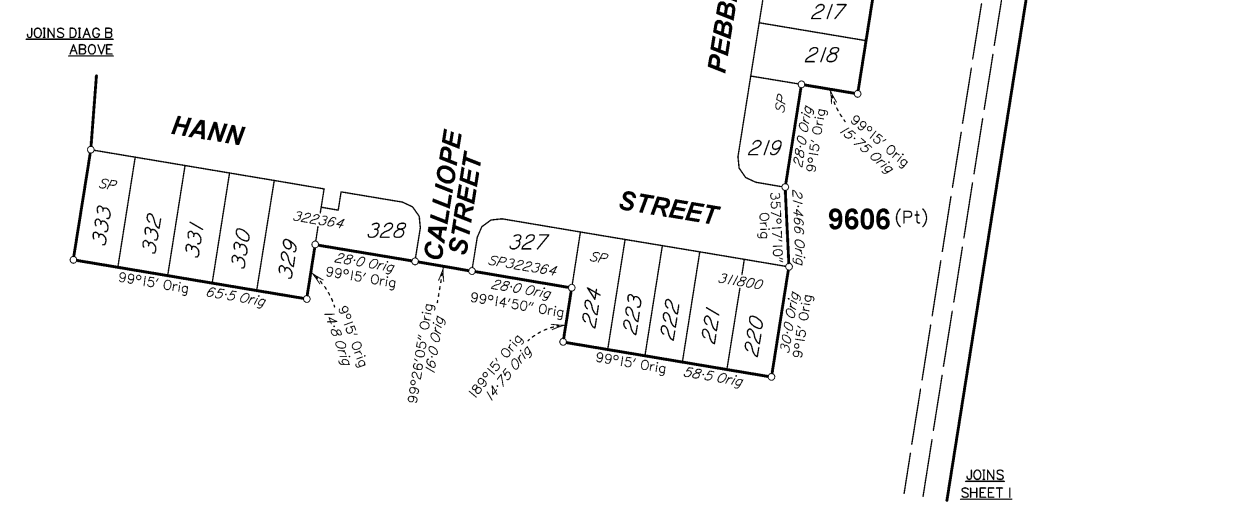 JOINS DIAG B
ABOVE
HANN
CALLIOPE
STREET
STREET
PEBB
217
218
SP
219
28·0 Orig
9°15′ Orig
99°15′ Orig
15·75 Orig
21·466 Orig
357°17′10″
Orig
9606 (Pt)
SP
333
332
331
330
329
322364
328
28·0 Orig
99°15′ Orig
99°15′ Orig
65·5 Orig
9°15′ Orig
14·8 Orig
99°26′05″ Orig
16·0 Orig
327
SP322364
28·0 Orig
99°14′50″ Orig
189°15′ Orig
14·75 Orig
SP
311800
224
223
222
221
220
30·0 Orig
9°15′ Orig
99°15′ Orig
58·5 Orig
JOINS
SHEET 1